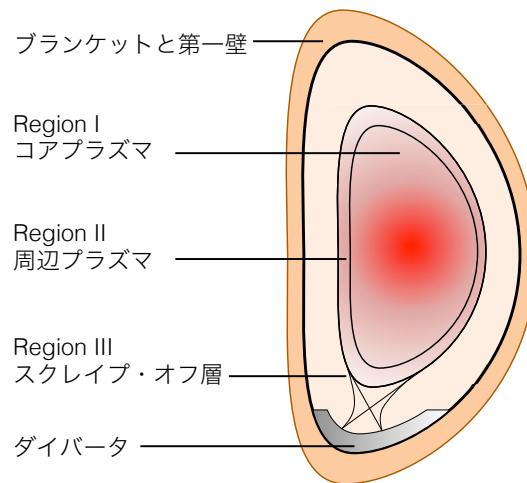 ブランケットと第一壁
Region I
コアプラズマ
Region II
周辺プラズマ
Region III
スクレイプ・オフ層
ダイバータ